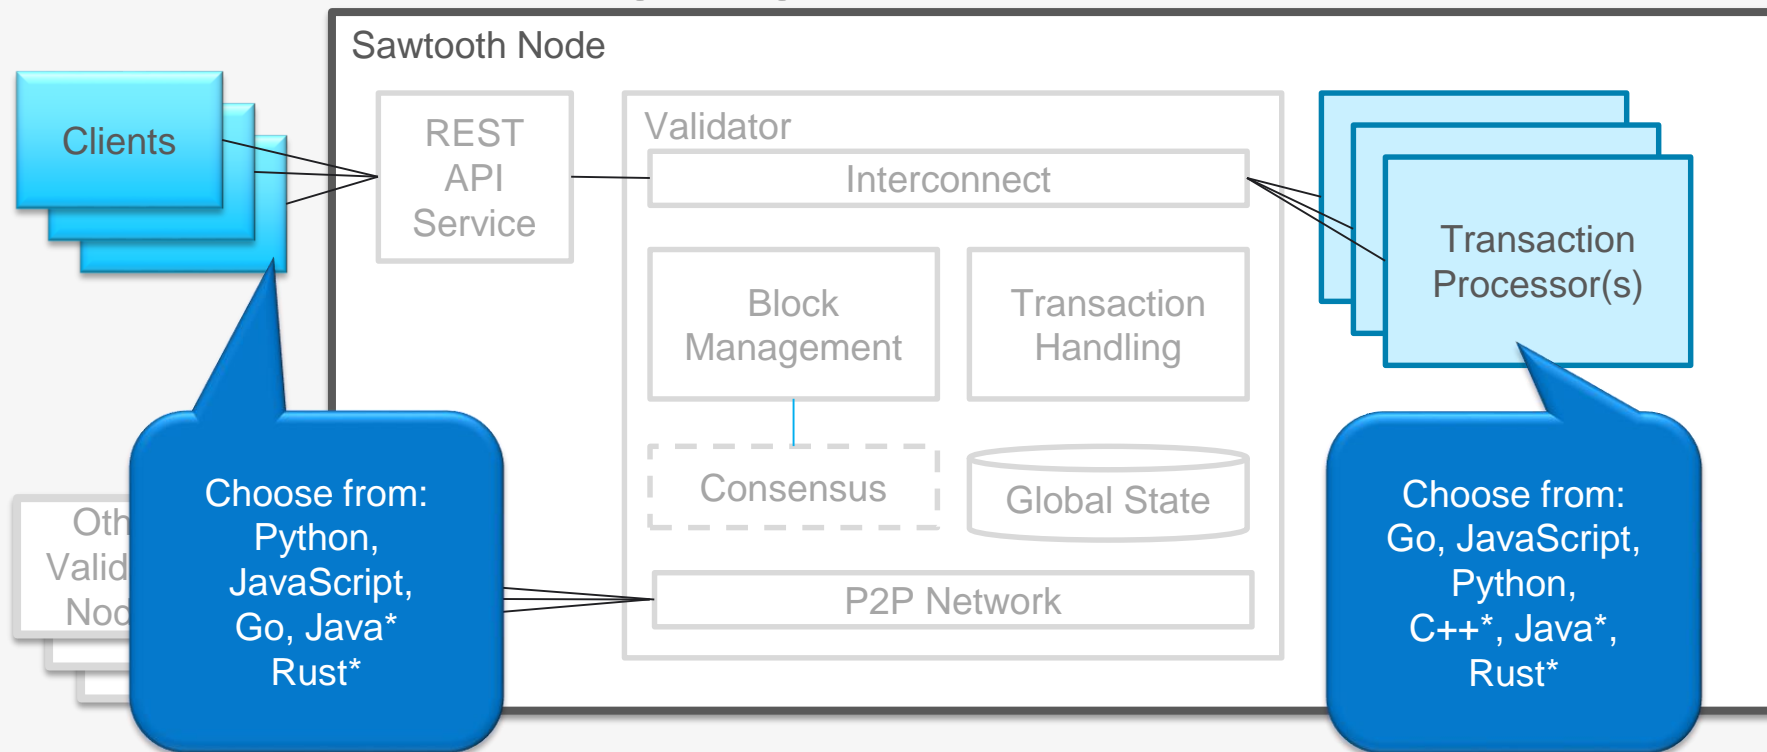 Sawtooth Node
Clients
REST
API
Service
Validator
Interconnect
Block
Management
Transaction
Handling
Consensus
Global State
P2P Network
Transaction
Processor(s)
Choose from:
Python,
JavaScript,
Go, Java*
Rust*
Choose from:
Go, JavaScript,
Python,
C++*, Java*,
Rust*